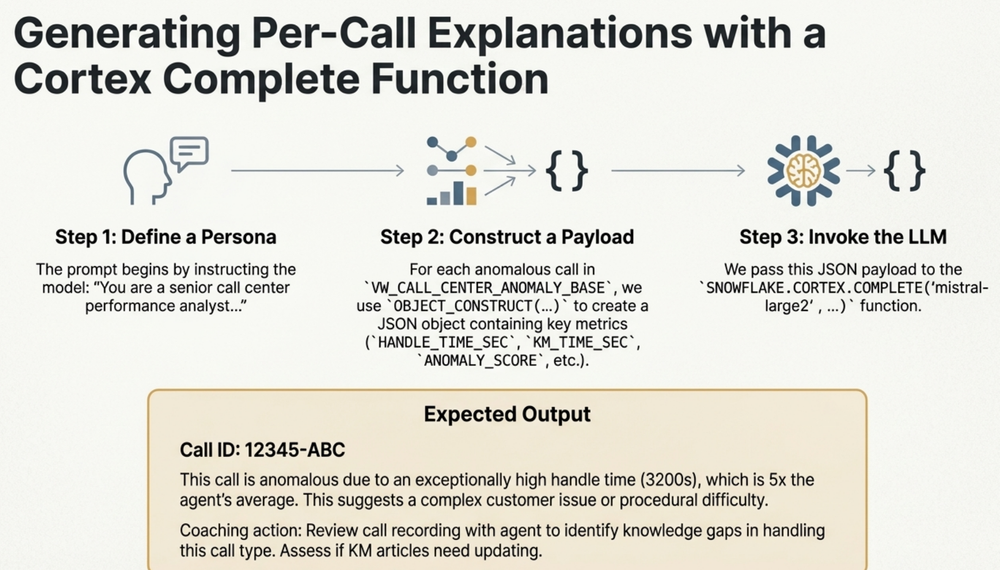 Generating Per-Call Explanations with a
Cortex Complete Function
{}
{}
Step 1: Define a Persona
The prompt begins by instructing the
model: “You are a senior call center
performance analyst...”
Step 2: Construct a Payload
For each anomalous call in
`VW_CALL_CENTER_ANOMALY_BASE`, we
use `OBJECT_CONSTRUCT(...)` to create a
JSON object containing key metrics
(`HANDLE_TIME_SEC`, `KM_TIME_SEC`,
`ANOMALY_SCORE`, etc.).
Step 3: Invoke the LLM
We pass this JSON payload to the
`SNOWFLAKE.CORTEX.COMPLETE(‘mistral-
large2‘ , ...)` function.
Expected Output
Call ID: 12345-ABC
This call is anomalous due to an exceptionally high handle time (3200s), which is 5x the
agent’s average. This suggests a complex customer issue or procedural difficulty.
Coaching action: Review call recording with agent to identify knowledge gaps in handling
this call type. Assess if KM articles need updating.